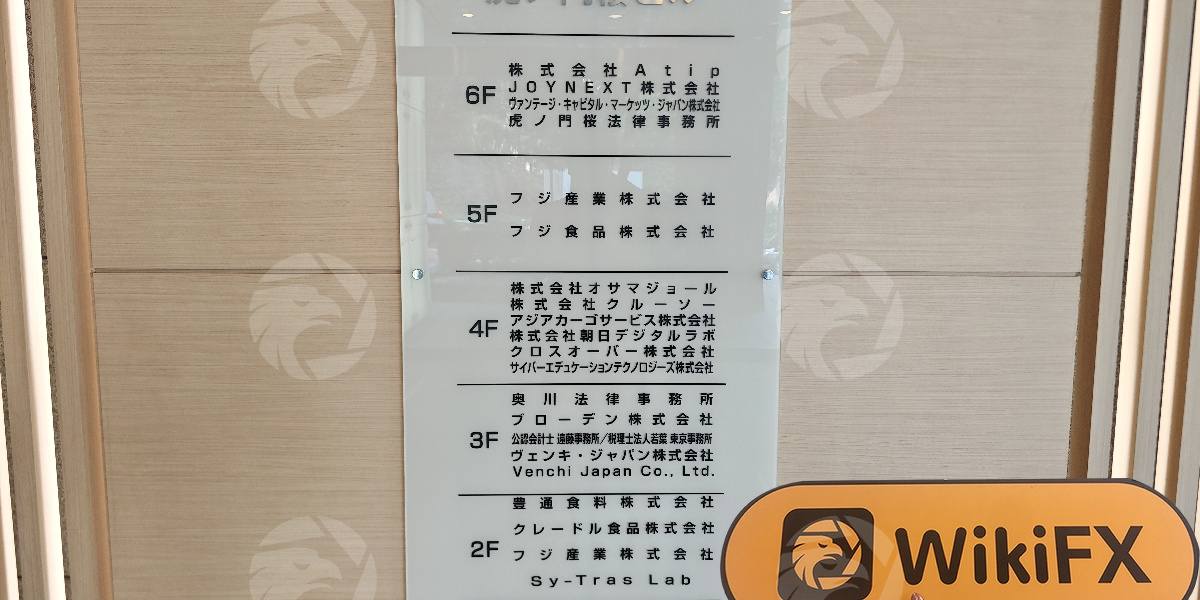 6F
株式会社Atip
JOYNEXT株式会社
ヴァンテージ・キャピタル・マーケッツ・ジャパン株式会社
虎ノ門桜法律事務所
5F
フジ産業株式会社
フジ食品株式会社
4F
株式会社オサマジョール
株式会社クルーソー
アジアカーゴサービス株式会社
株式会社朝日デジタルラボ
クロスオーバー株式会社
サイバーエデュケーションテクノロジーズ株式会社
3F
奥川法律事務所
ブローデン株式会社
公認会計士 遠藤事務所／税理士法人若葉 東京事務所
ヴェンキ・ジャパン株式会社
Venchi Japan Co., Ltd.
2F
豊通食料株式会社
クレードル食品株式会社
フジ産業株式会社
Sy-Tras Lab
WikiFX